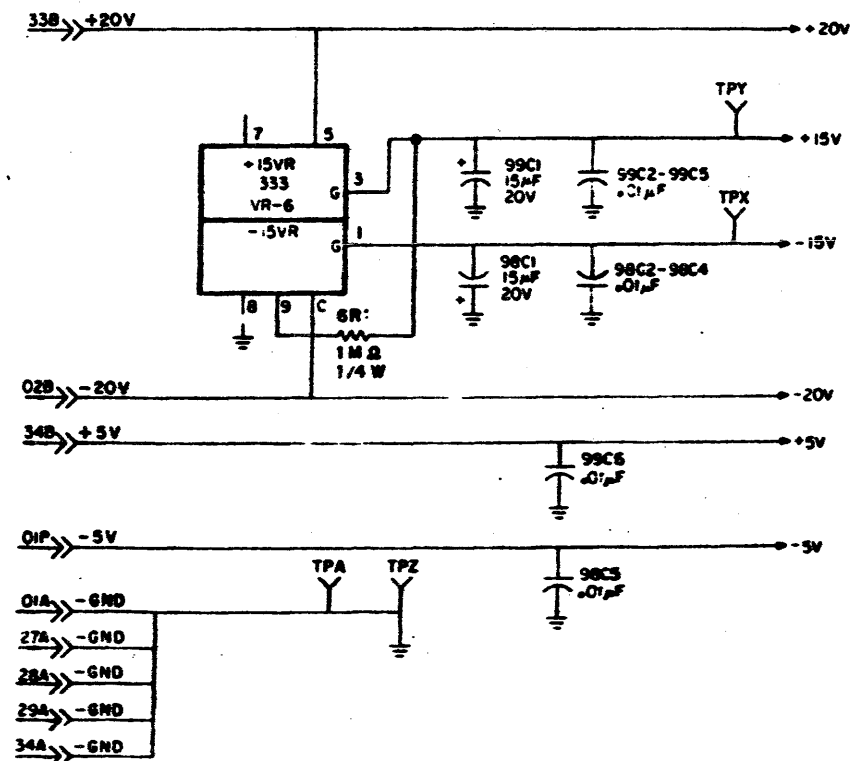 33B +20V
+20V
TPY
7 5
+15V
+15VR
333
VR-6
G 3
99C1
15µF
20V
99C2-99C5
.01µF
TPX
-15VR
G 1
-15V
98C1
15µF
20V
98C2-98C4
.01µF
8 9 C
1MΩ
1/4 W
02B -20V
-20V
34B +5V
+5V
99C6
.01µF
-5V
-5V
TPA TPZ
98C5
.01µF
01A -GND
27A -GND
28A -GND
29A -GND
34A -GND